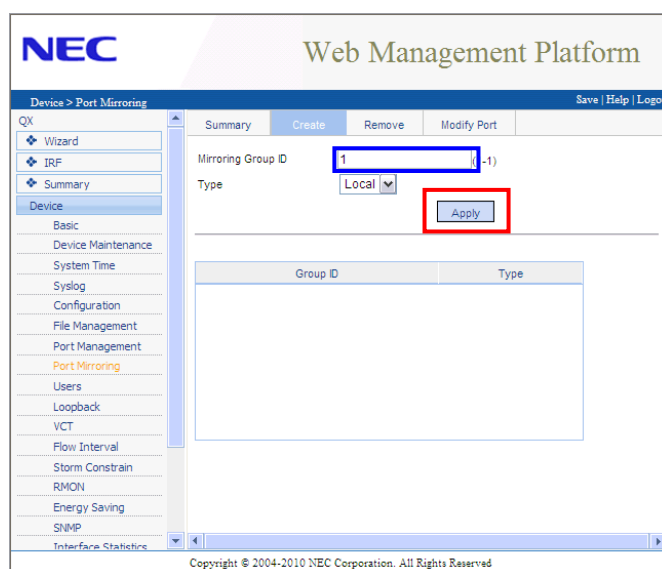 NEC
Web Management Platform
Device > Port Mirroring
Save | Help | Logo
QX
Wizard
IRF
Summary
Device
Basic
Device Maintenance
System Time
Syslog
Configuration
File Management
Port Management
Port Mirroring
Users
Loopback
VCT
Flow Interval
Storm Constrain
RMON
Energy Saving
SNMP
Interface Statistics
Summary Create Remove Modify Port
Mirroring Group ID 1 -1)
Type Local
Apply
Group ID Type
Copyright © 2004-2010 NEC Corporation. All Rights Reserved